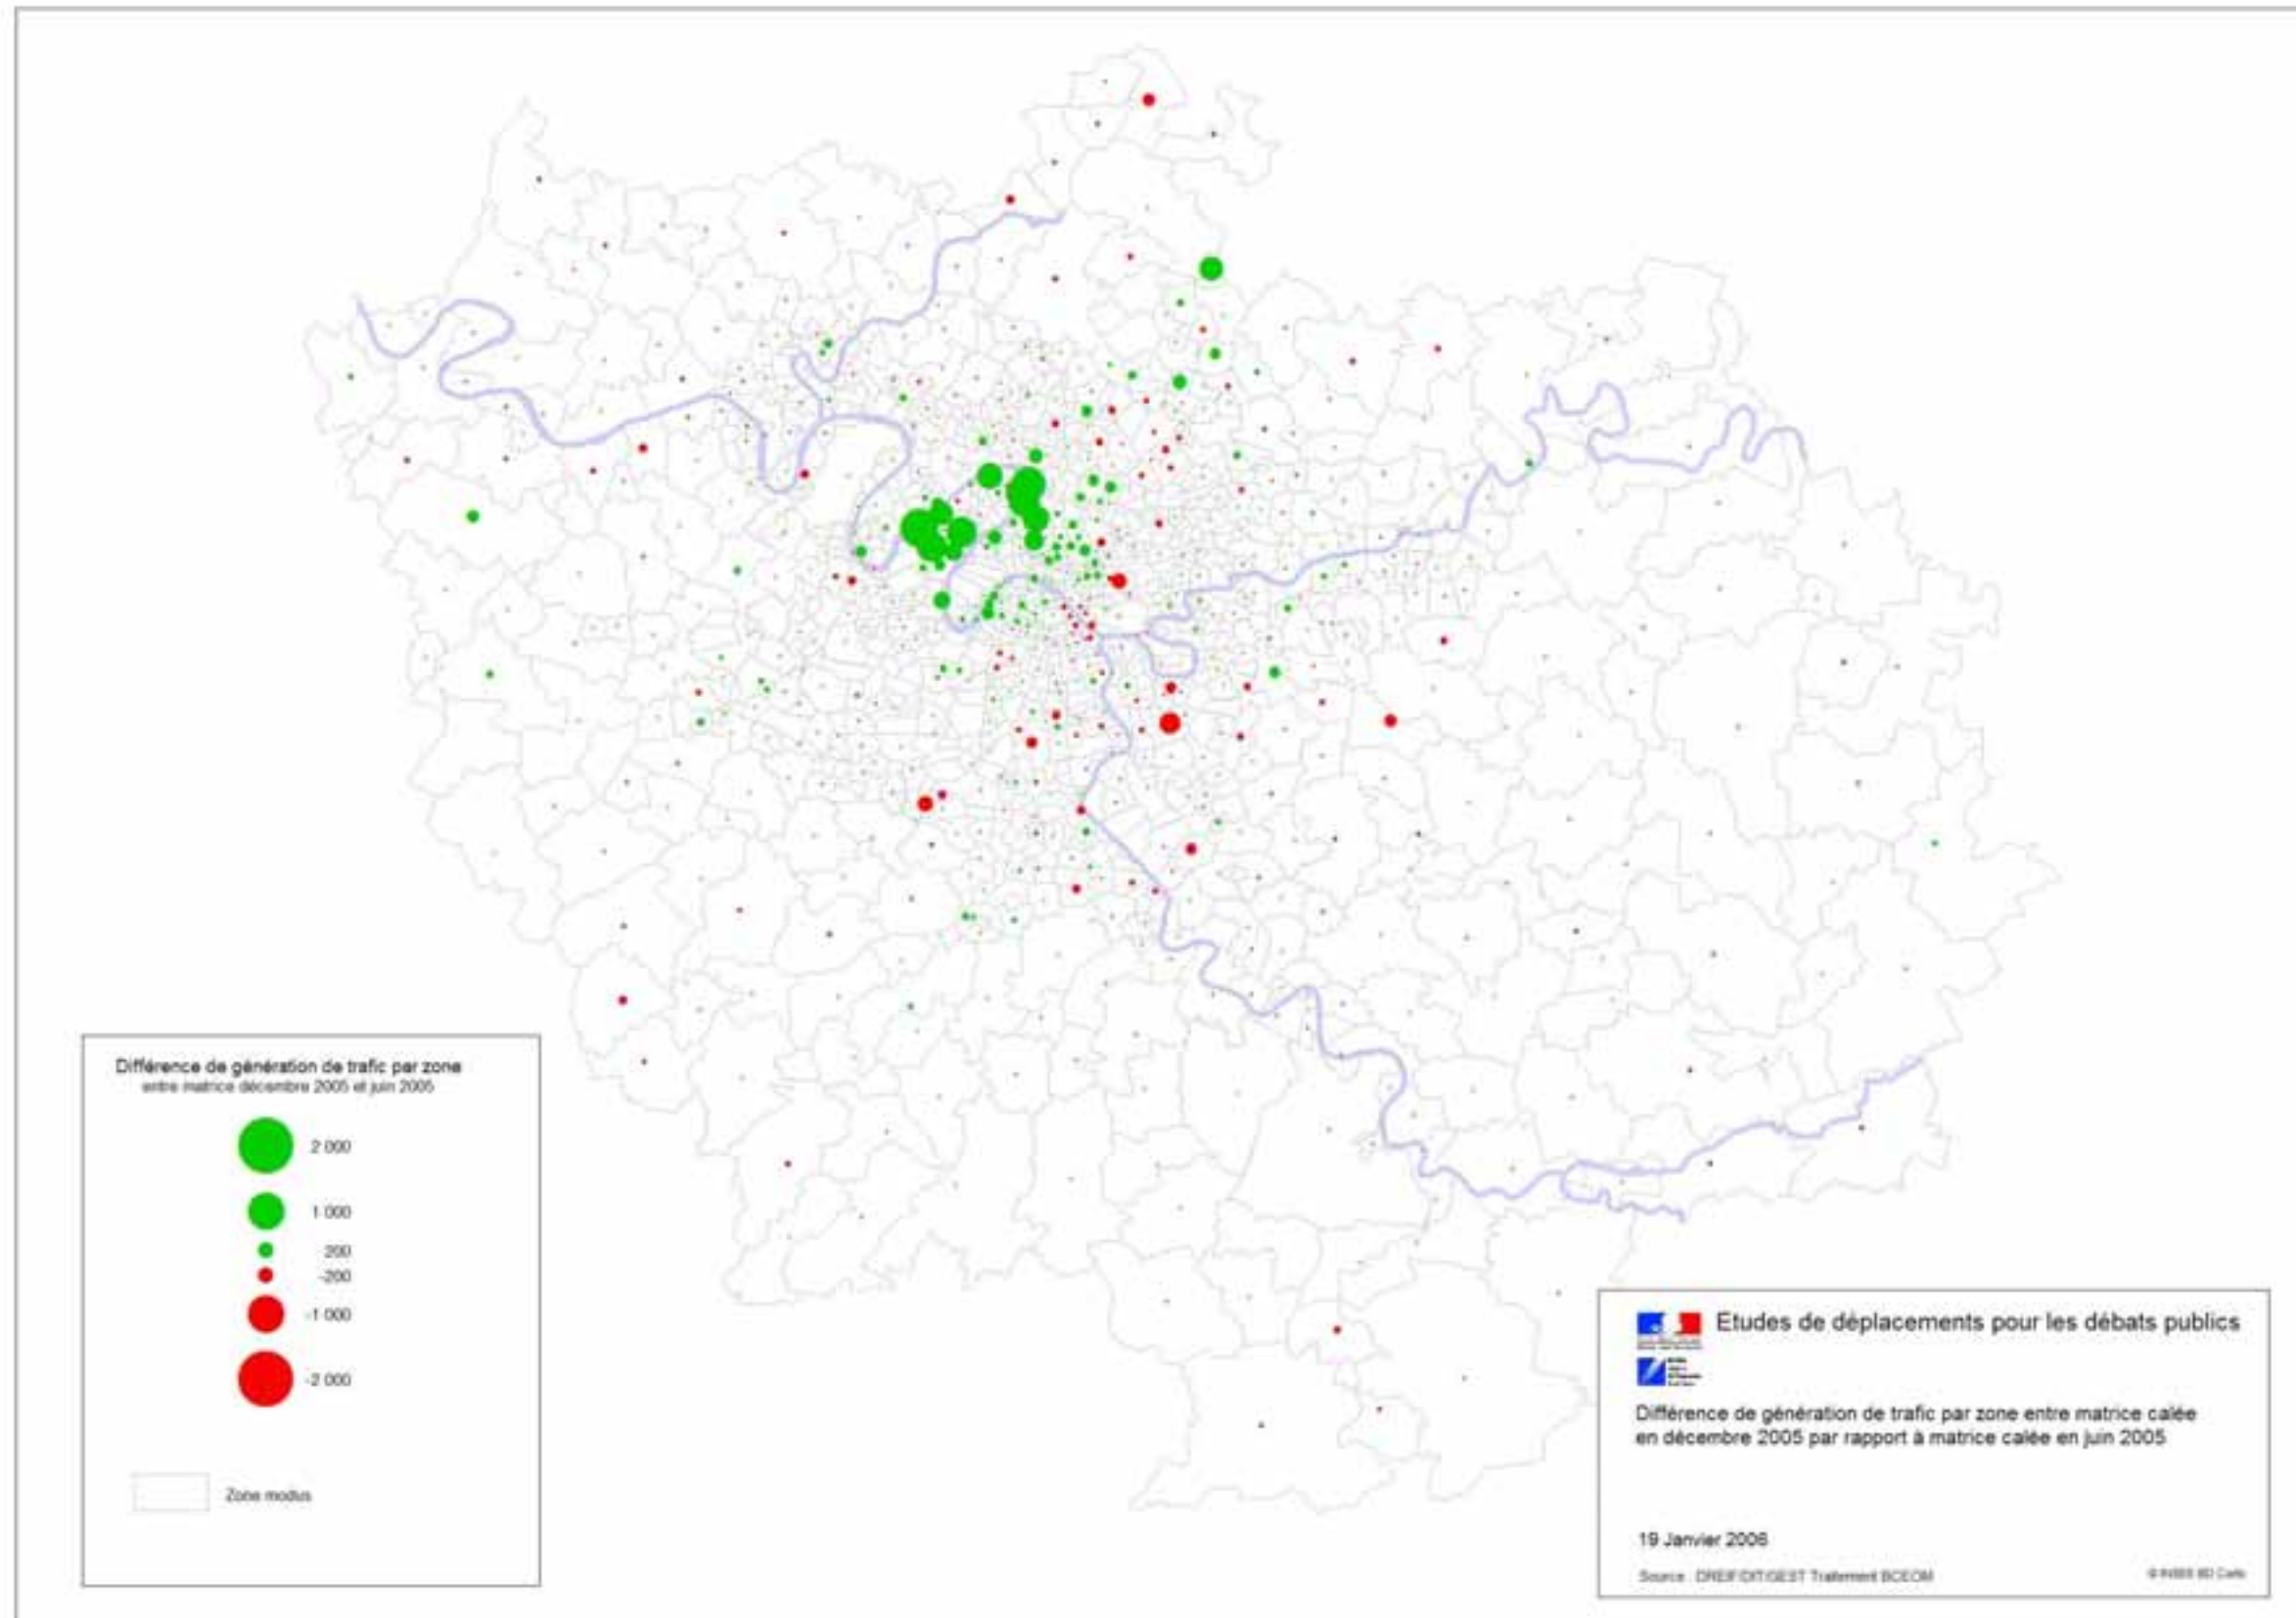 Différence de génération de trafic par zone
entre matrice décembre 2005 et juin 2005
2 000
1 000
200
-200
-1 000
-2 000
Zone modus
Etudes de déplacements pour les débats publics
Différence de génération de trafic par zone entre matrice calée
en décembre 2005 par rapport à matrice calée en juin 2005
19 Janvier 2006
Source : DREIF/DIT/GEST Traitement BCEOM
© INSEE BD Carto